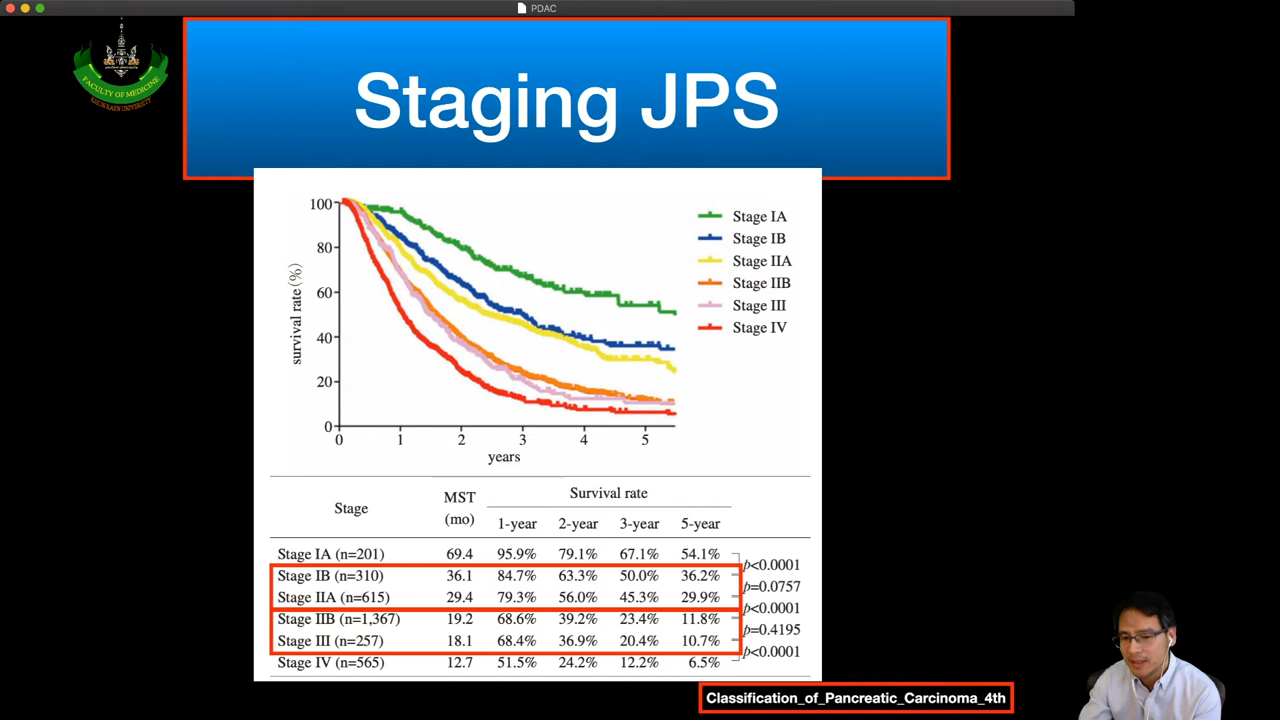 PDAC
FACULTY OF MEDICINE
KHON KAEN UNIVERSITY
Staging JPS
100
80
60
40
20
0
survival rate (%)
0 1 2 3 4 5
years
Stage IA
Stage IB
Stage IIA
Stage IIB
Stage III
Stage IV
Stage MST (mo) Survival rate
1-year 2-year 3-year 5-year
Stage IA (n=201) 69.4 95.9% 79.1% 67.1% 54.1%
p<0.0001
Stage IB (n=310) 36.1 84.7% 63.3% 50.0% 36.2%
p=0.0757
Stage IIA (n=615) 29.4 79.3% 56.0% 45.3% 29.9%
p<0.0001
Stage IIB (n=1,367) 19.2 68.6% 39.2% 23.4% 11.8%
p=0.4195
Stage III (n=257) 18.1 68.4% 36.9% 20.4% 10.7%
p<0.0001
Stage IV (n=565) 12.7 51.5% 24.2% 12.2% 6.5%
Classification_of_Pancreatic_Carcinoma_4th